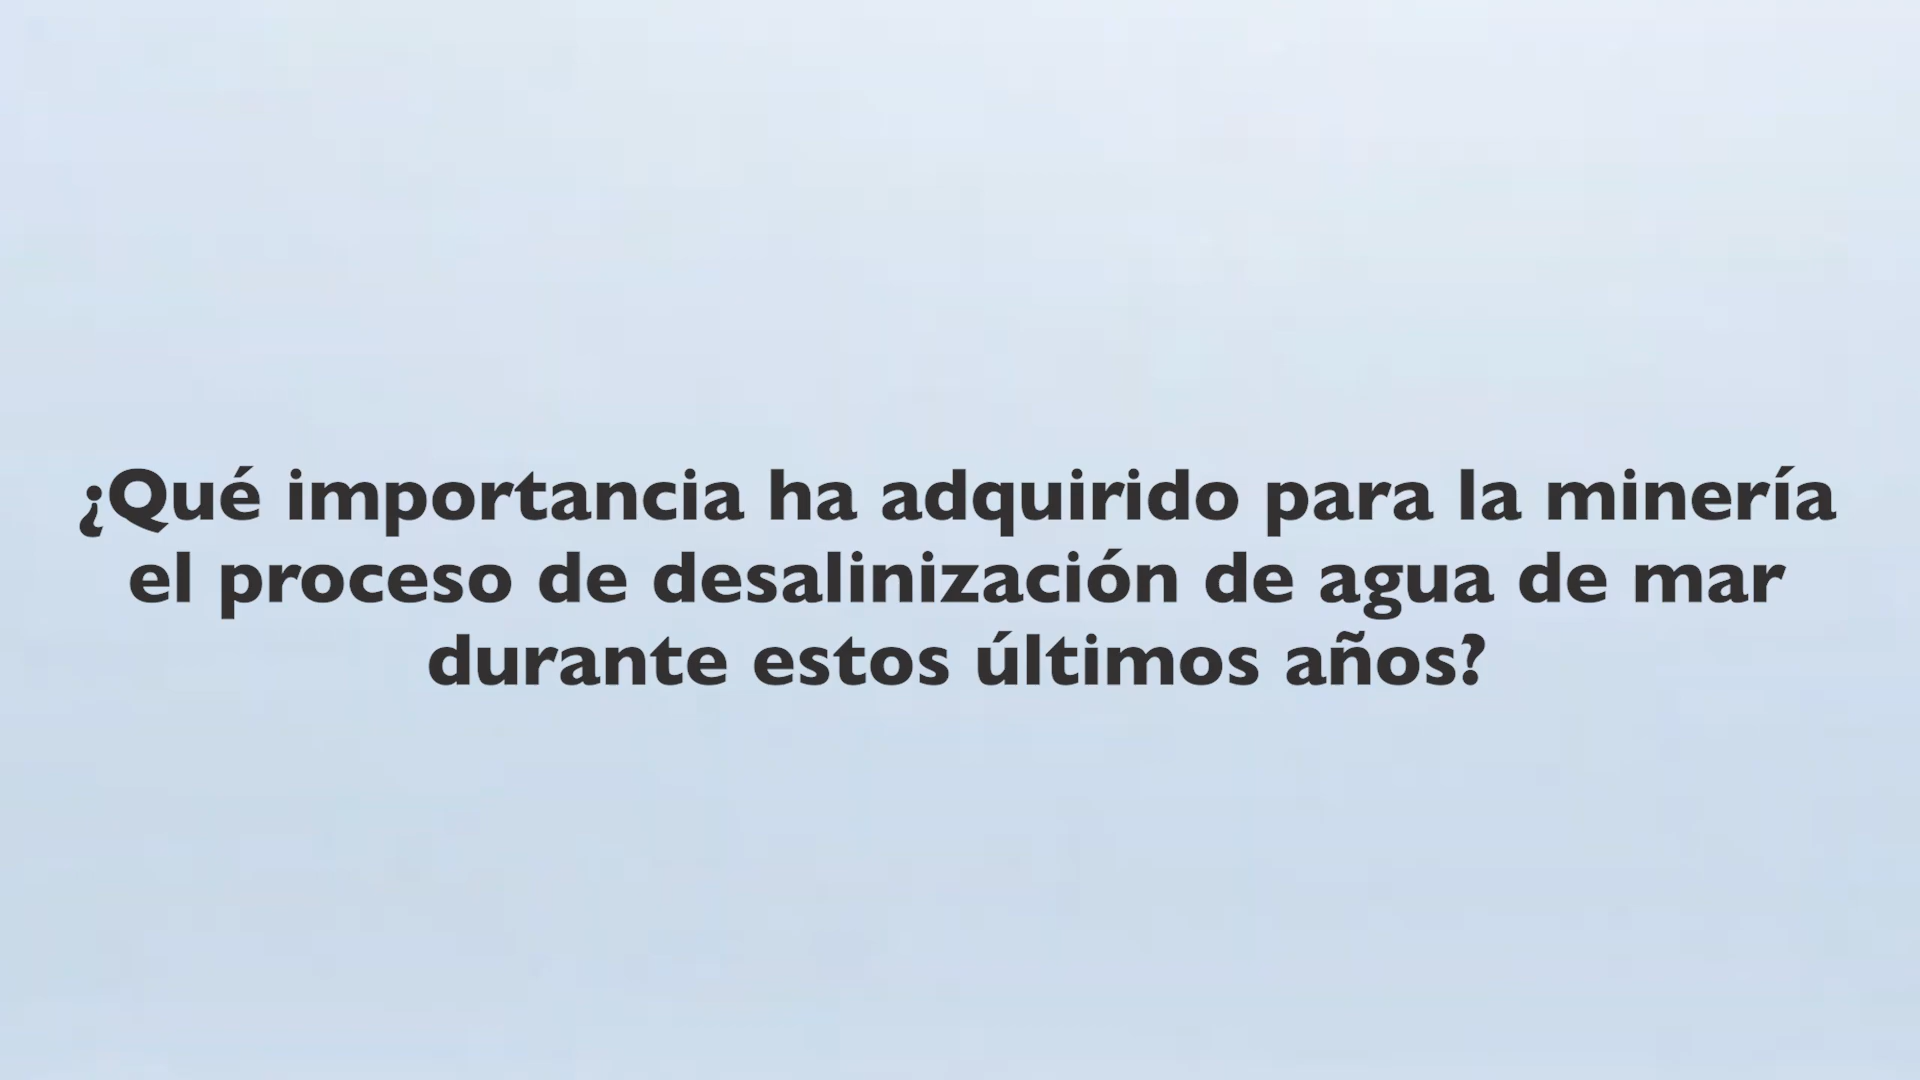 ¿Qué importancia ha adquirido para la minería
el proceso de desalinización de agua de mar
durante estos últimos años?